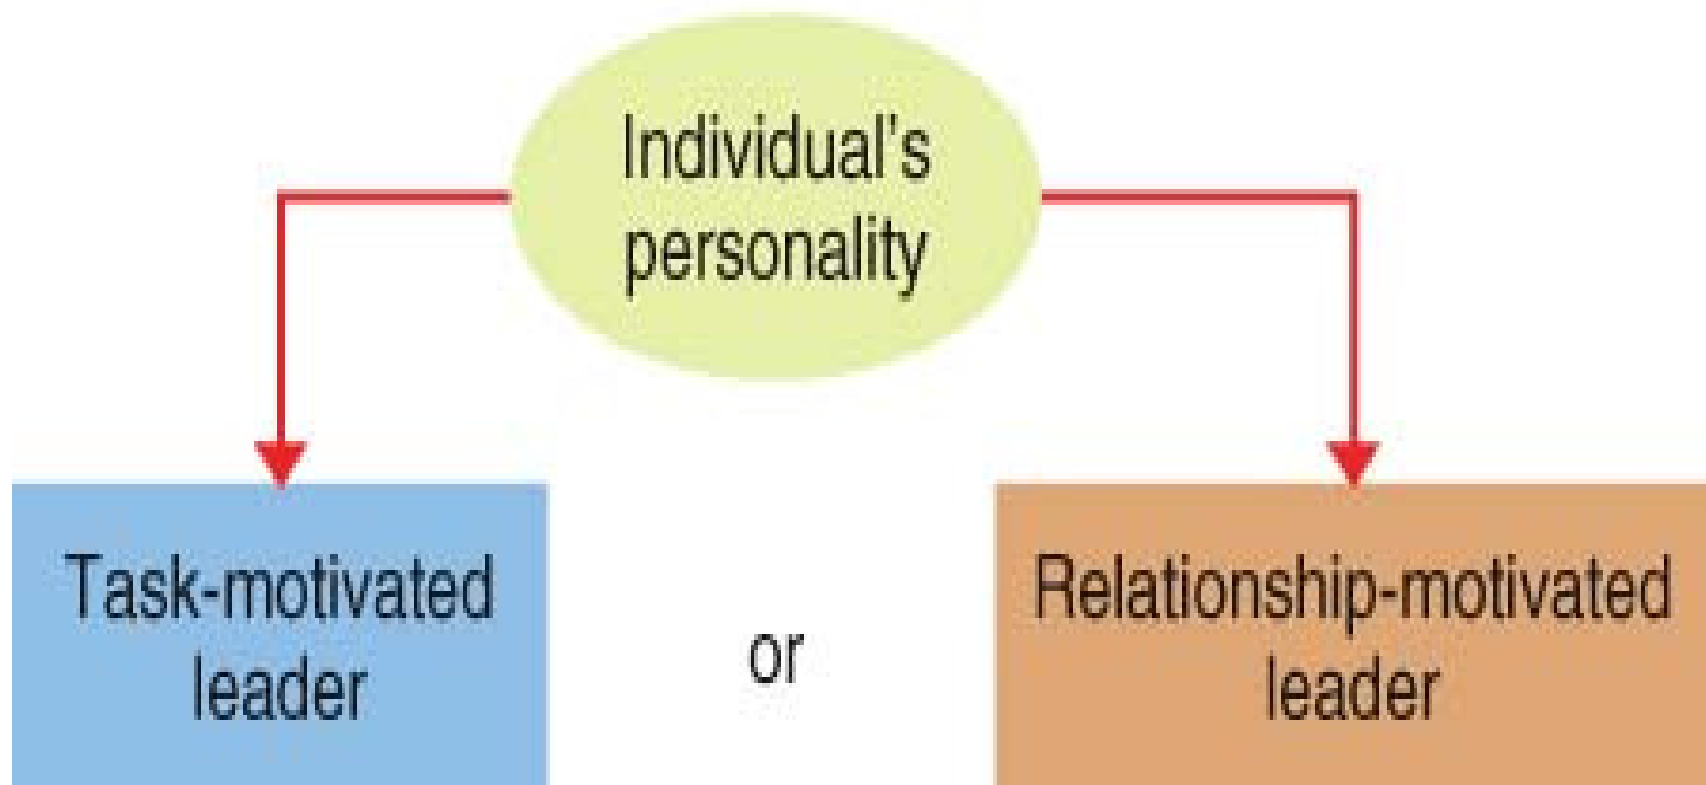 Individual's
personality
Task-motivated
leader
or
Relationship-motivated
leader